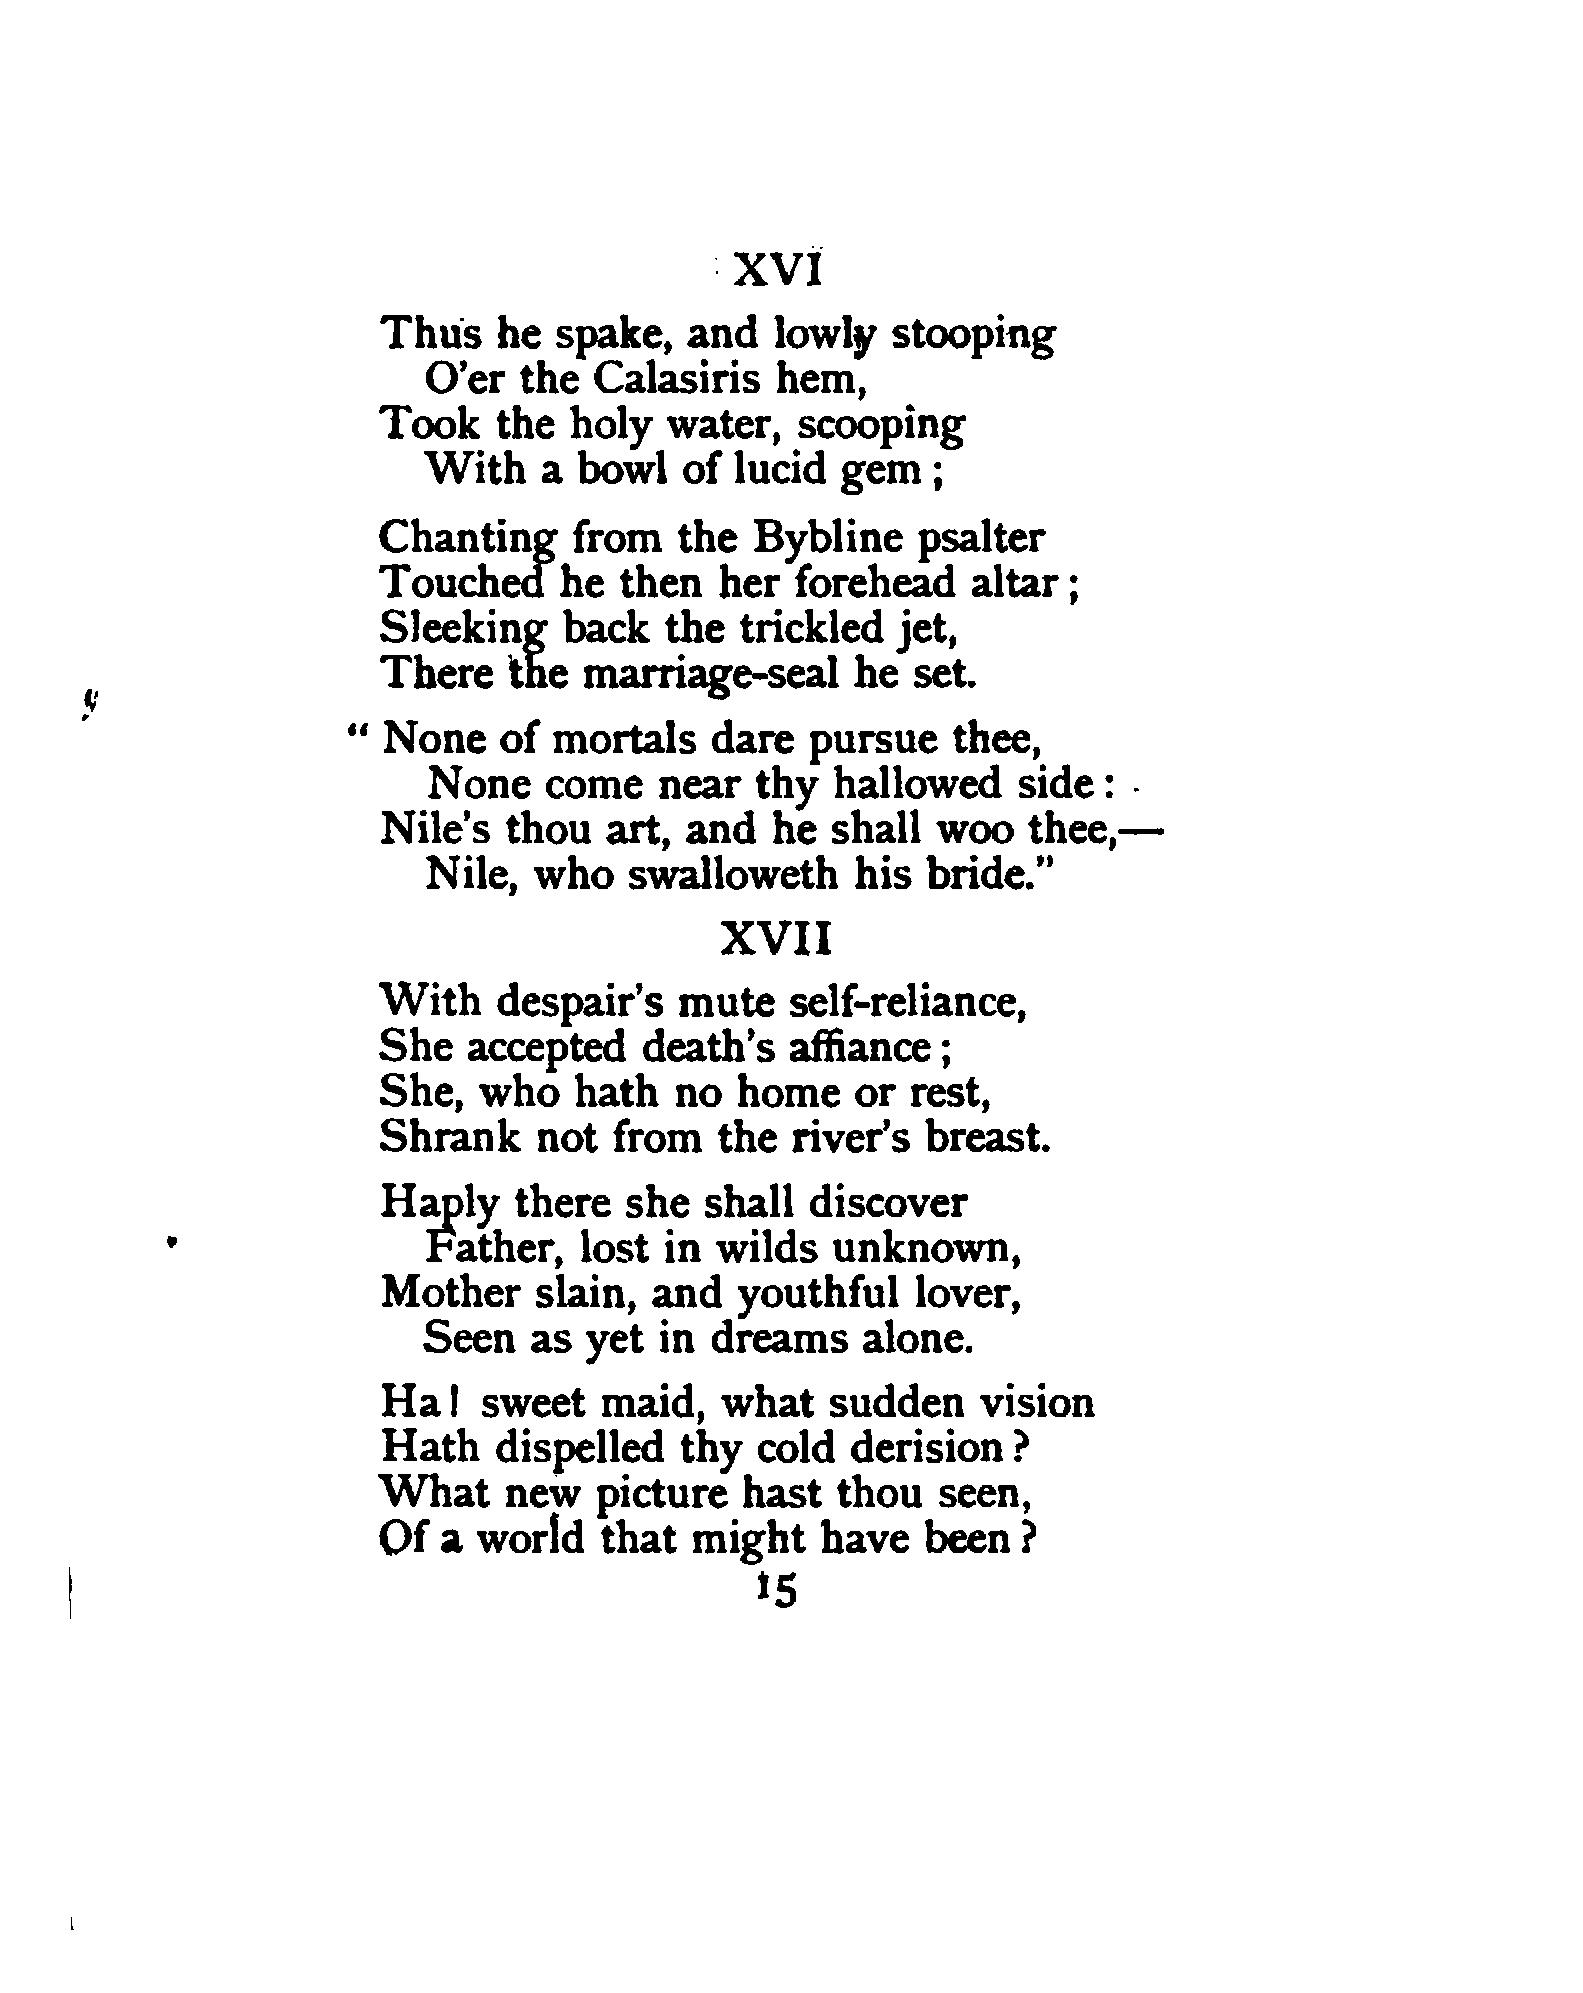 XVI
Thus he spake, and lowly stooping
O'er the Calasiris hem,
Took the holy water, scooping
With a bowl of lucid gem;
Chanting from the Bybline psalter
Touched he then her forehead altar;
Sleeking back the trickled jet,
There the marriage-seal he set.
"None of mortals dare pursue thee,
None come near thy hallowed side:
Nile's thou art, and he shall woo thee,—
Nile, who swalloweth his bride."
XVII
With despair's mute self-reliance,
She accepted death's affiance;
She, who hath no home or rest,
Shrank not from the river's breast.
Haply there she shall discover
Father, lost in wilds unknown,
Mother slain, and youthful lover,
Seen as yet in dreams alone.
Ha! sweet maid, what sudden vision
Hath dispelled thy cold derision?
What new picture hast thou seen,
Of a world that might have been?
15